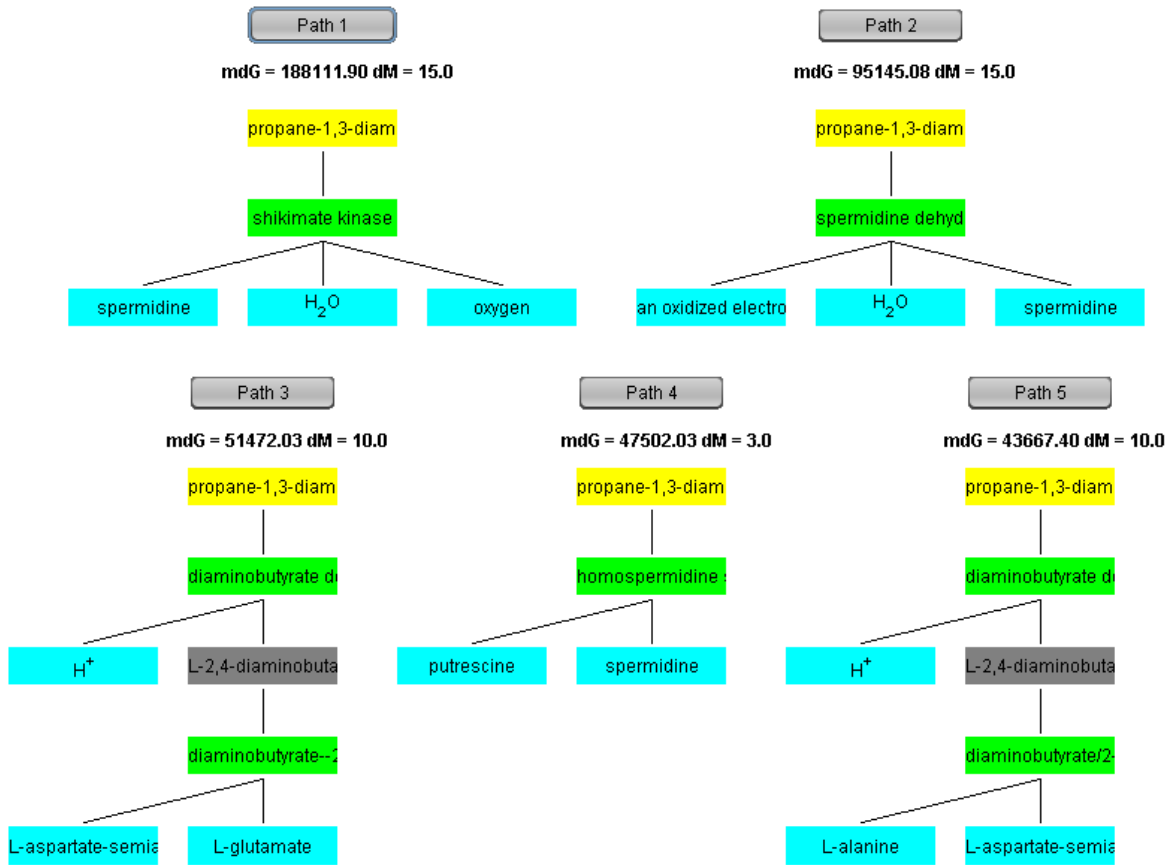 Path 1
Path 2
mdG = 188111.90 dM = 15.0
mdG = 95145.08 dM = 15.0
propane-1,3-diam
propane-1,3-diam
shikimate kinase
spermidine dehyd
spermidine
H₂O
oxygen
an oxidized electro
H₂O
spermidine
Path 3
Path 4
Path 5
mdG = 51472.03 dM = 10.0
mdG = 47502.03 dM = 3.0
mdG = 43667.40 dM = 10.0
propane-1,3-diam
propane-1,3-diam
propane-1,3-diam
diaminobutyrate de
homospermidine s
diaminobutyrate de
H⁺
L-2,4-diaminobuta
putrescine
spermidine
H⁺
L-2,4-diaminobuta
diaminobutyrate--2
diaminobutyrate/2-
L-aspartate-semia
L-glutamate
L-alanine
L-aspartate-semia